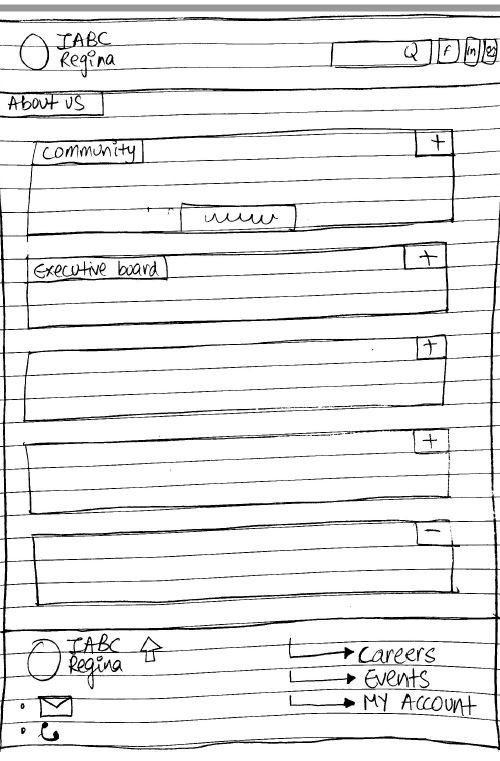 IABC
Regina
Q f in
About us
Community +
Executive board +
+
+
-
IABC
Regina
Careers
Events
MY Account